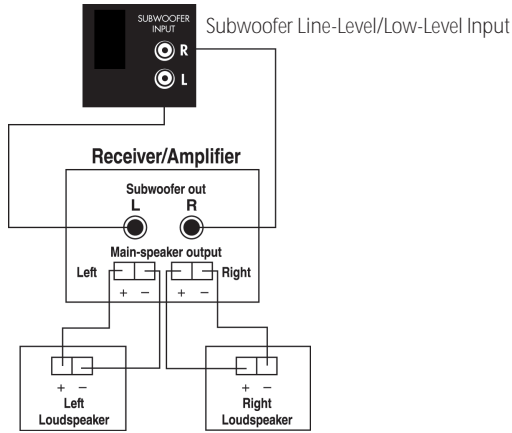 SUBWOOFER
INPUT
R
L
Subwoofer Line-Level/Low-Level Input
Receiver/Amplifier
Subwoofer out
L R
Main-speaker output
Left Right
+ − + −
+ − + −
Left
Loudspeaker
Right
Loudspeaker